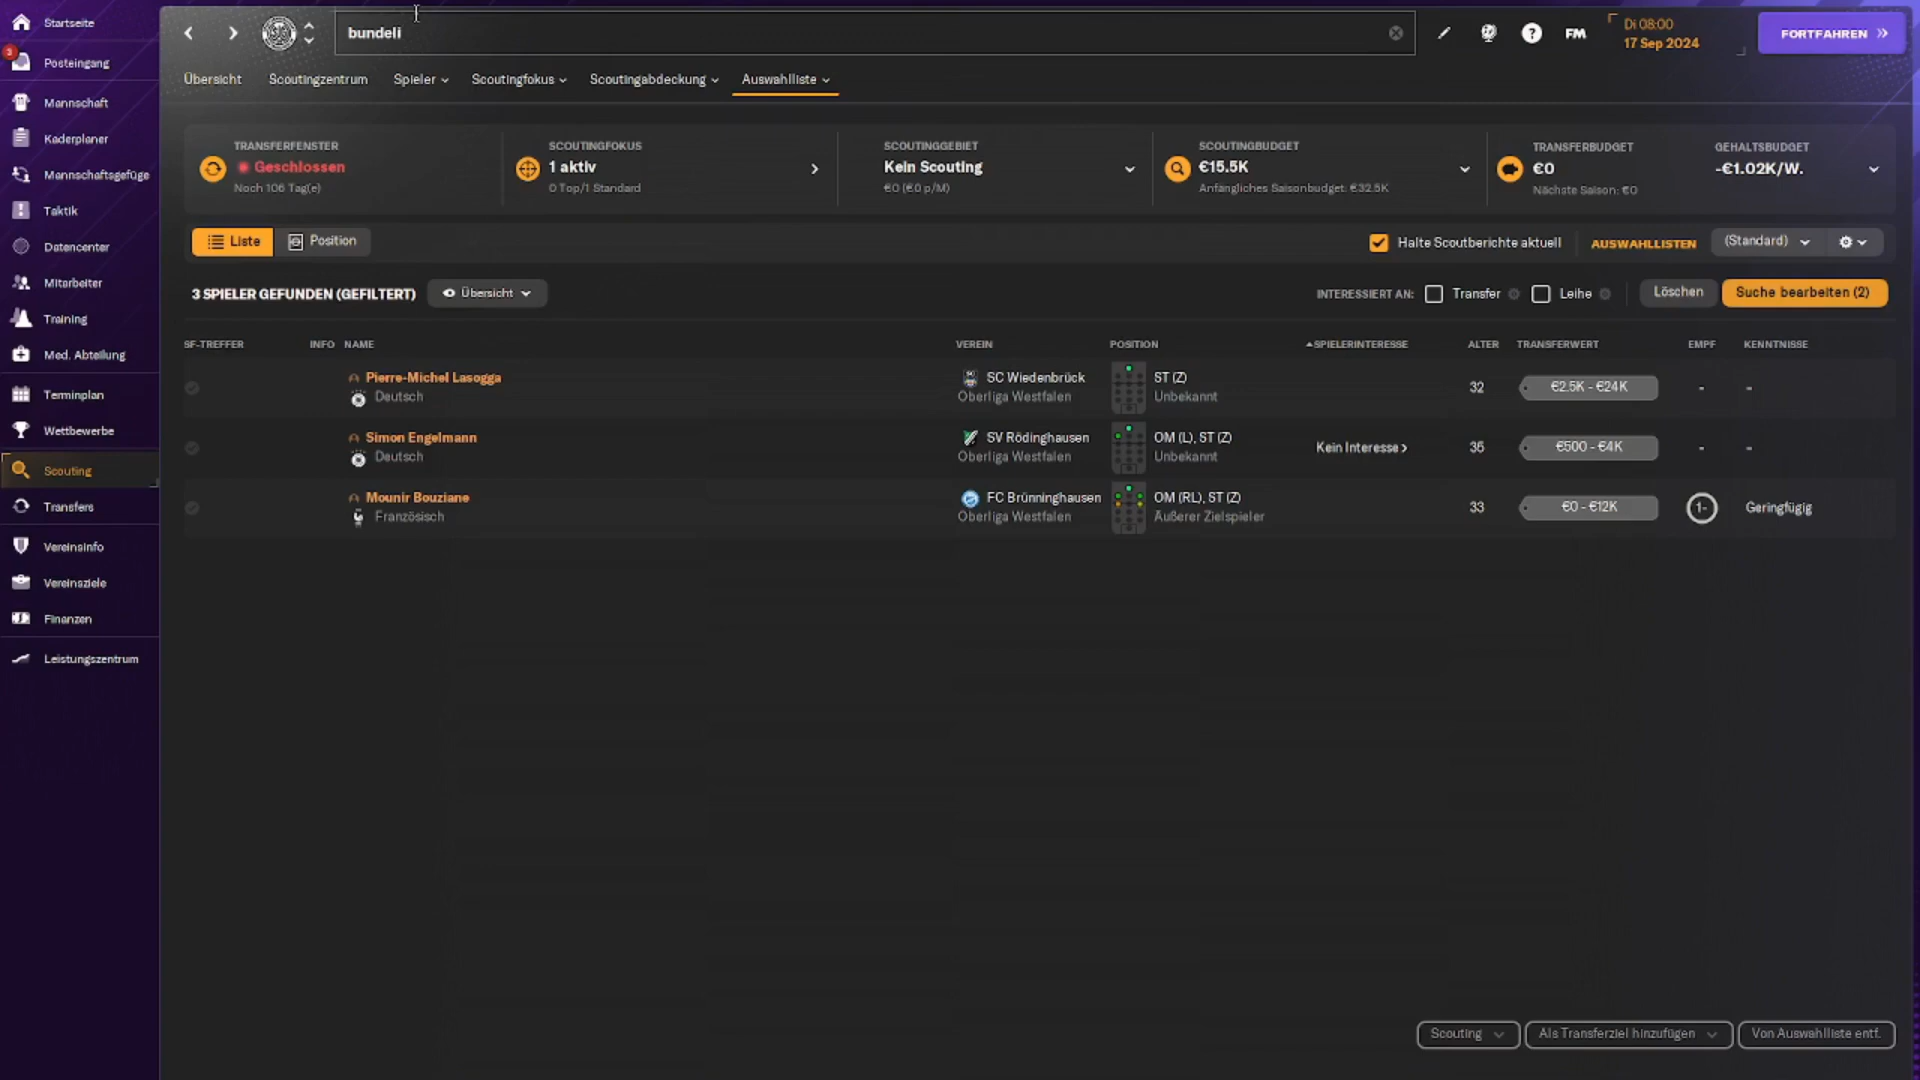 Startseite
bundeli
FM
Di 08:00
17 Sep 2024
FORTFAHREN
3
Posteingang
Übersicht
Scoutingzentrum
Spieler
Scoutingfokus
Scoutingabdeckung
Auswahlliste
Mannschaft
Kaderplaner
Mannschaftsgefüge
Taktik
Datencenter
Mitarbeiter
Training
Med. Abteilung
Terminplan
Wettbewerbe
Scouting
Transfers
Vereinsinfo
Vereinsziele
Finanzen
Leistungszentrum
TRANSFERFENSTER
Geschlossen
Noch 106 Tag(e)
SCOUTINGFOKUS
1 aktiv
0 Top/1 Standard
SCOUTINGGEBIET
Kein Scouting
€0 (€0 p/M)
SCOUTINGBUDGET
€15.5K
Anfängliches Saisonbudget: €32.5K
TRANSFERBUDGET
€0
Nächste Saison: €0
GEHALTSBUDGET
-€1.02K/W.
Liste
Position
Halte Scoutberichte aktuell
AUSWAHLLISTEN
(Standard)
3 SPIELER GEFUNDEN (GEFILTERT)
Übersicht
INTERESSIERT AN:
Transfer
Leihe
Löschen
Suche bearbeiten (2)
SF-TREFFER INFO NAME VEREIN POSITION SPIELERINTERESSE ALTER TRANSFERWERT EMPF KENNTNISSE
Pierre-Michel Lasogga SC Wiedenbrück ST (Z) 32 €2.5K - €24K - -
Deutsch Oberliga Westfalen Unbekannt
Simon Engelmann SV Rödinghausen OM (L), ST (Z) Kein Interesse 35 €500 - €4K - -
Deutsch Oberliga Westfalen Unbekannt
Mounir Bouziane FC Brünninghausen OM (RL), ST (Z) 33 €0 - €12K 1- Geringfügig
Französisch Oberliga Westfalen Äußerer Zielspieler
Scouting
Als Transferziel hinzufügen
Von Auswahlliste entf.